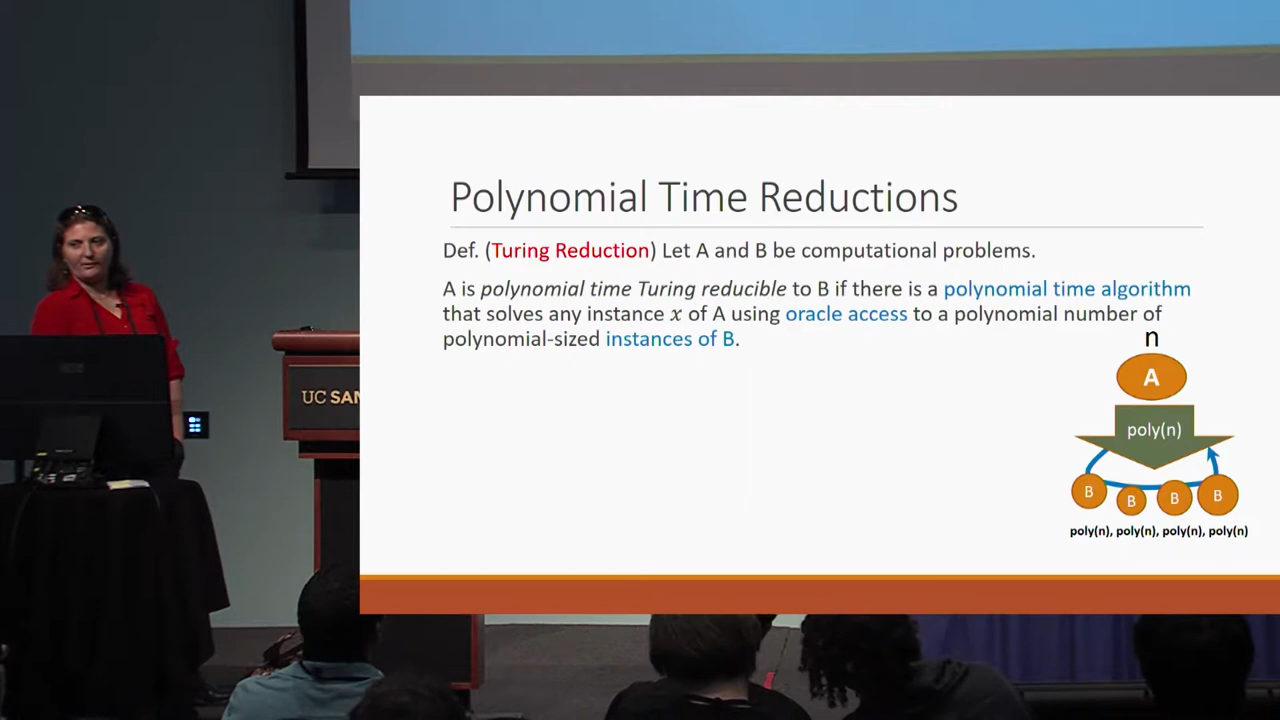 Polynomial Time Reductions
Def. (Turing Reduction) Let A and B be computational problems.
A is polynomial time Turing reducible to B if there is a polynomial time algorithm
that solves any instance x of A using oracle access to a polynomial number of
polynomial-sized instances of B.
n
A
poly(n)
B B B B
poly(n), poly(n), poly(n), poly(n)
UC SAN